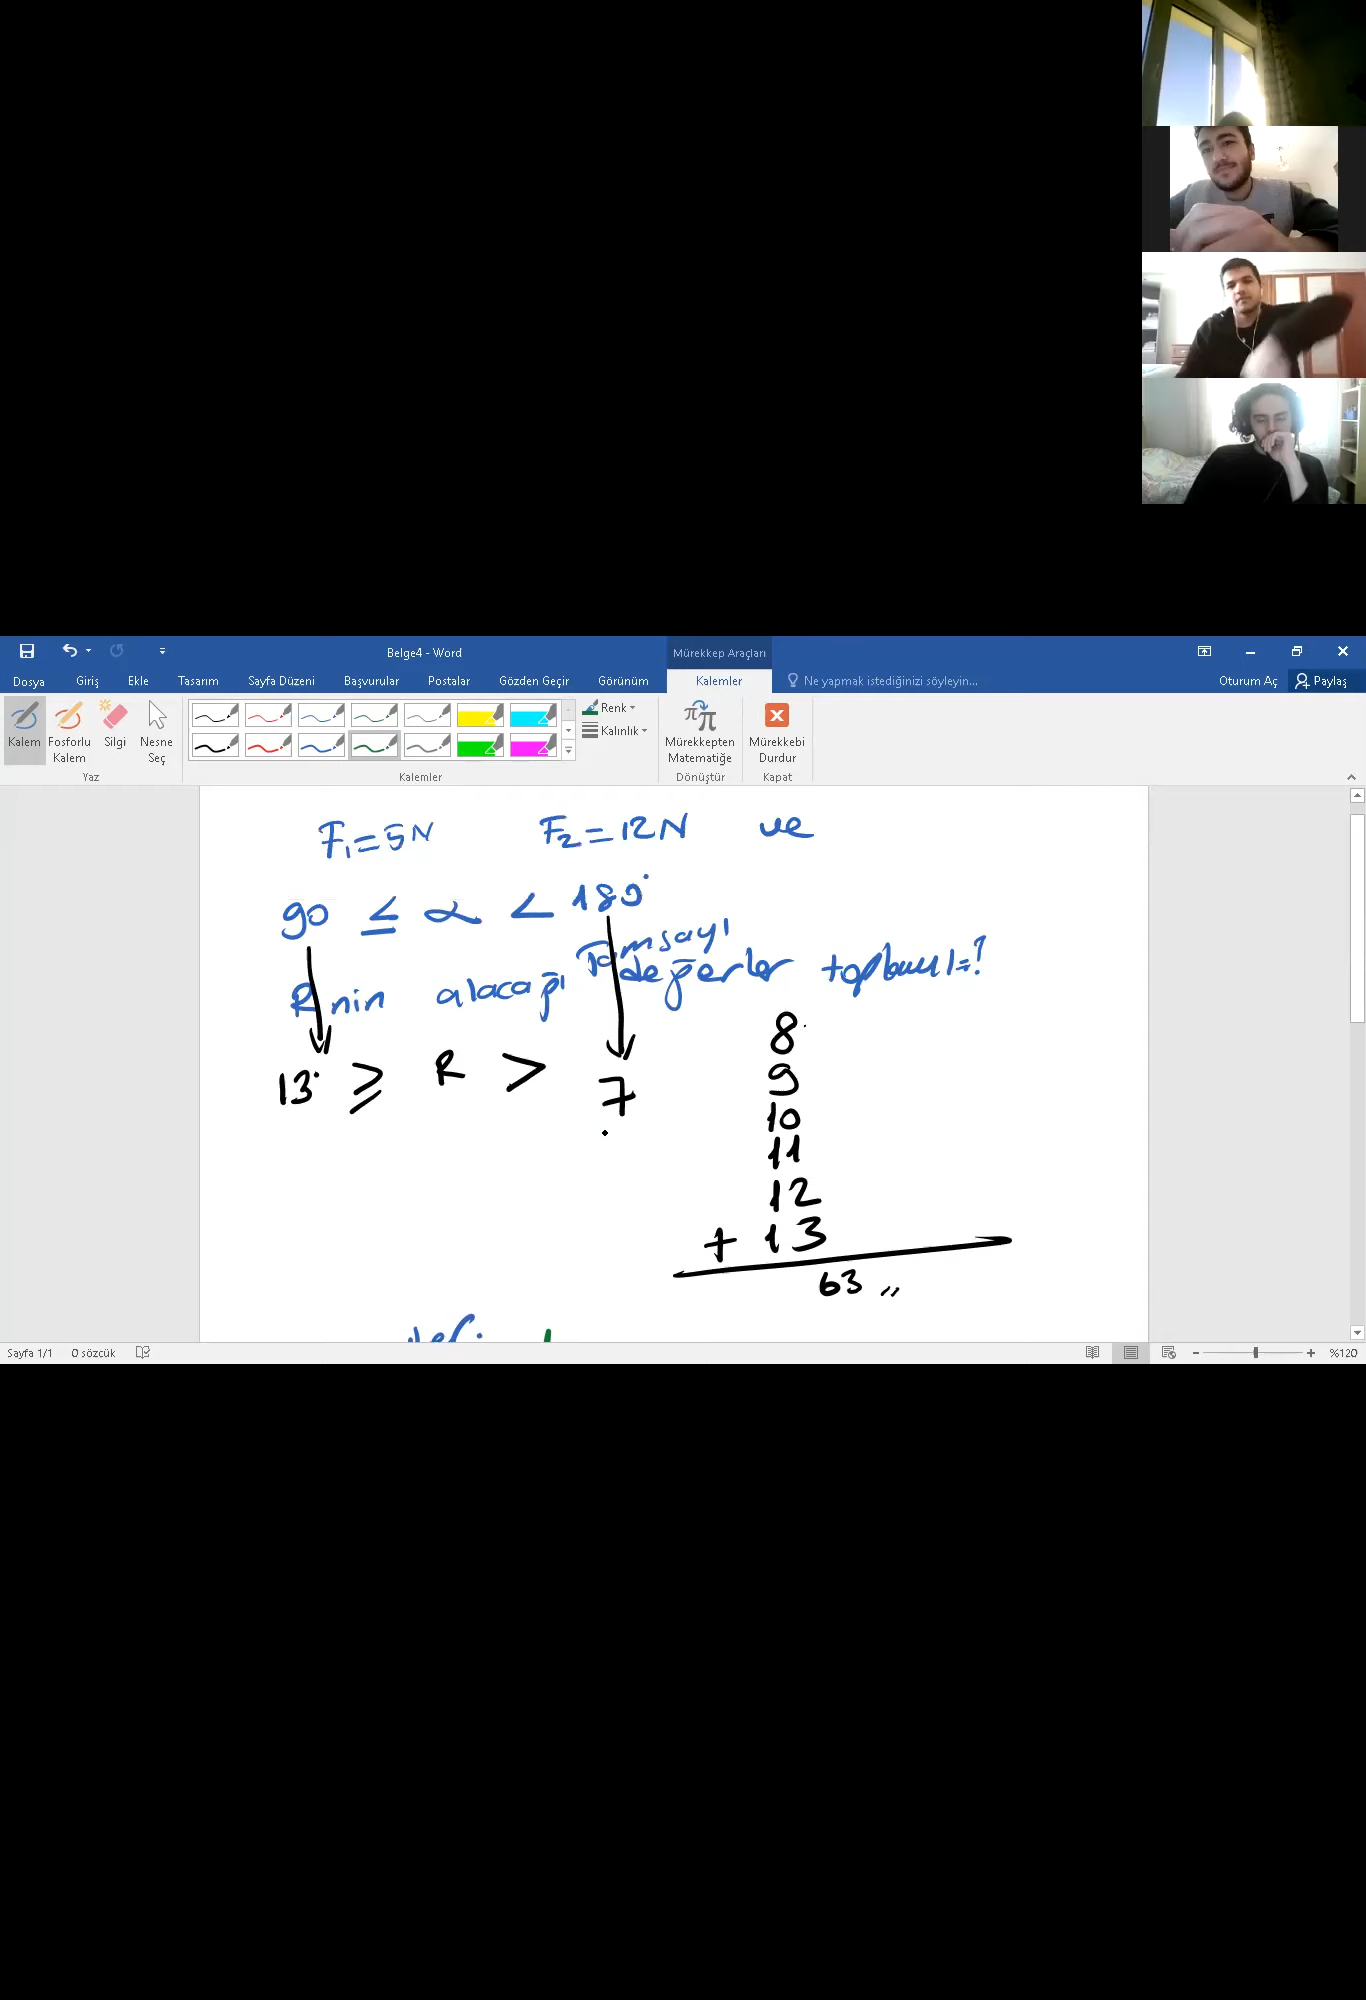 Belge4 - Word
Mürekkep Araçları
Dosya Giriş Ekle Tasarım Sayfa Düzeni Başvurular Postalar Gözden Geçir Görünüm Kalemler Ne yapmak istediğinizi söyleyin... Oturum Aç Paylaş
Kalem Fosforlu Kalem Silgi Nesne Seç Renk Kalınlık Mürekkepten Matematiğe Mürekkebi Durdur
Yaz Kalemler Dönüştür Kapat
F₁=5N F₂=12N ve
90 ≤ α < 180°
Tamsayı
R nin alacağı değerler toplamı=?
13 ≥ R > 7
8
9
10
11
12
+ 13
63 ,,
Sayfa 1/1 0 sözcük %120